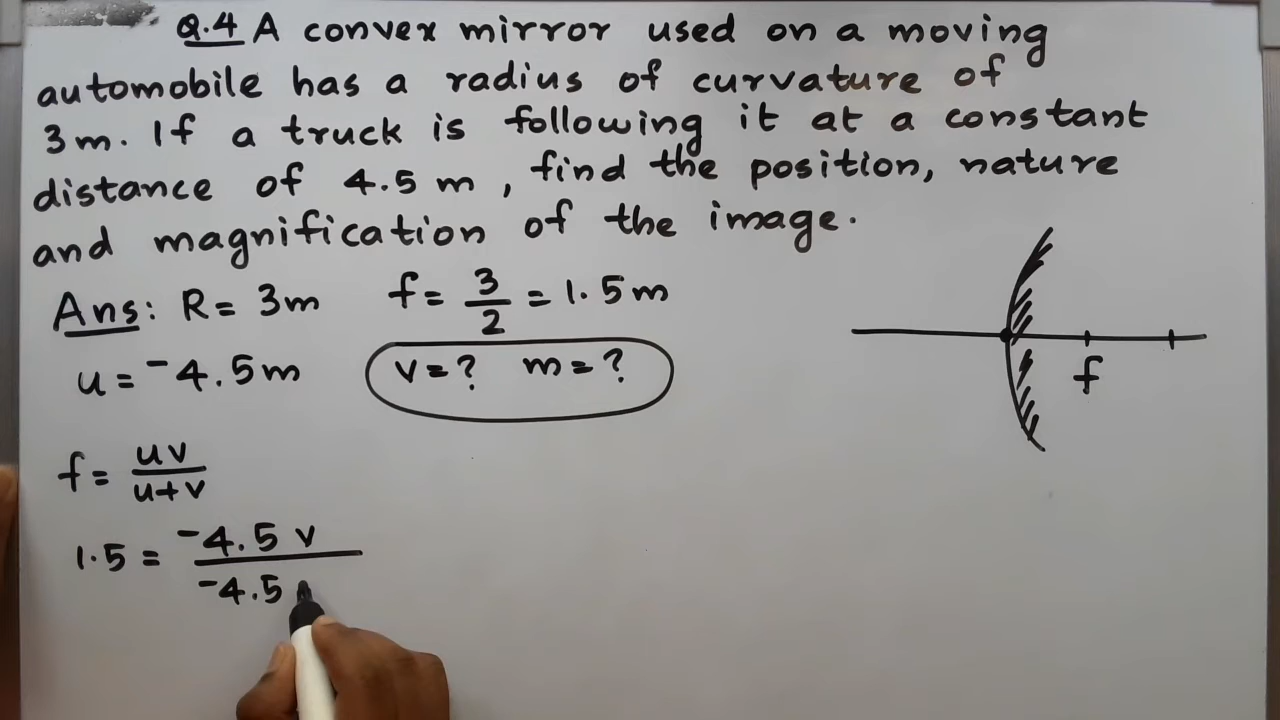 Q.4 A convex mirror used on a moving
automobile has a radius of curvature of
3m. If a truck is following it at a constant
distance of 4.5 m, find the position, nature
and magnification of the image.
Ans: R = 3m f = 3/2 = 1.5m
u = -4.5m v = ? m = ?
f
f = uv/u+v
1.5 = -4.5 v/-4.5